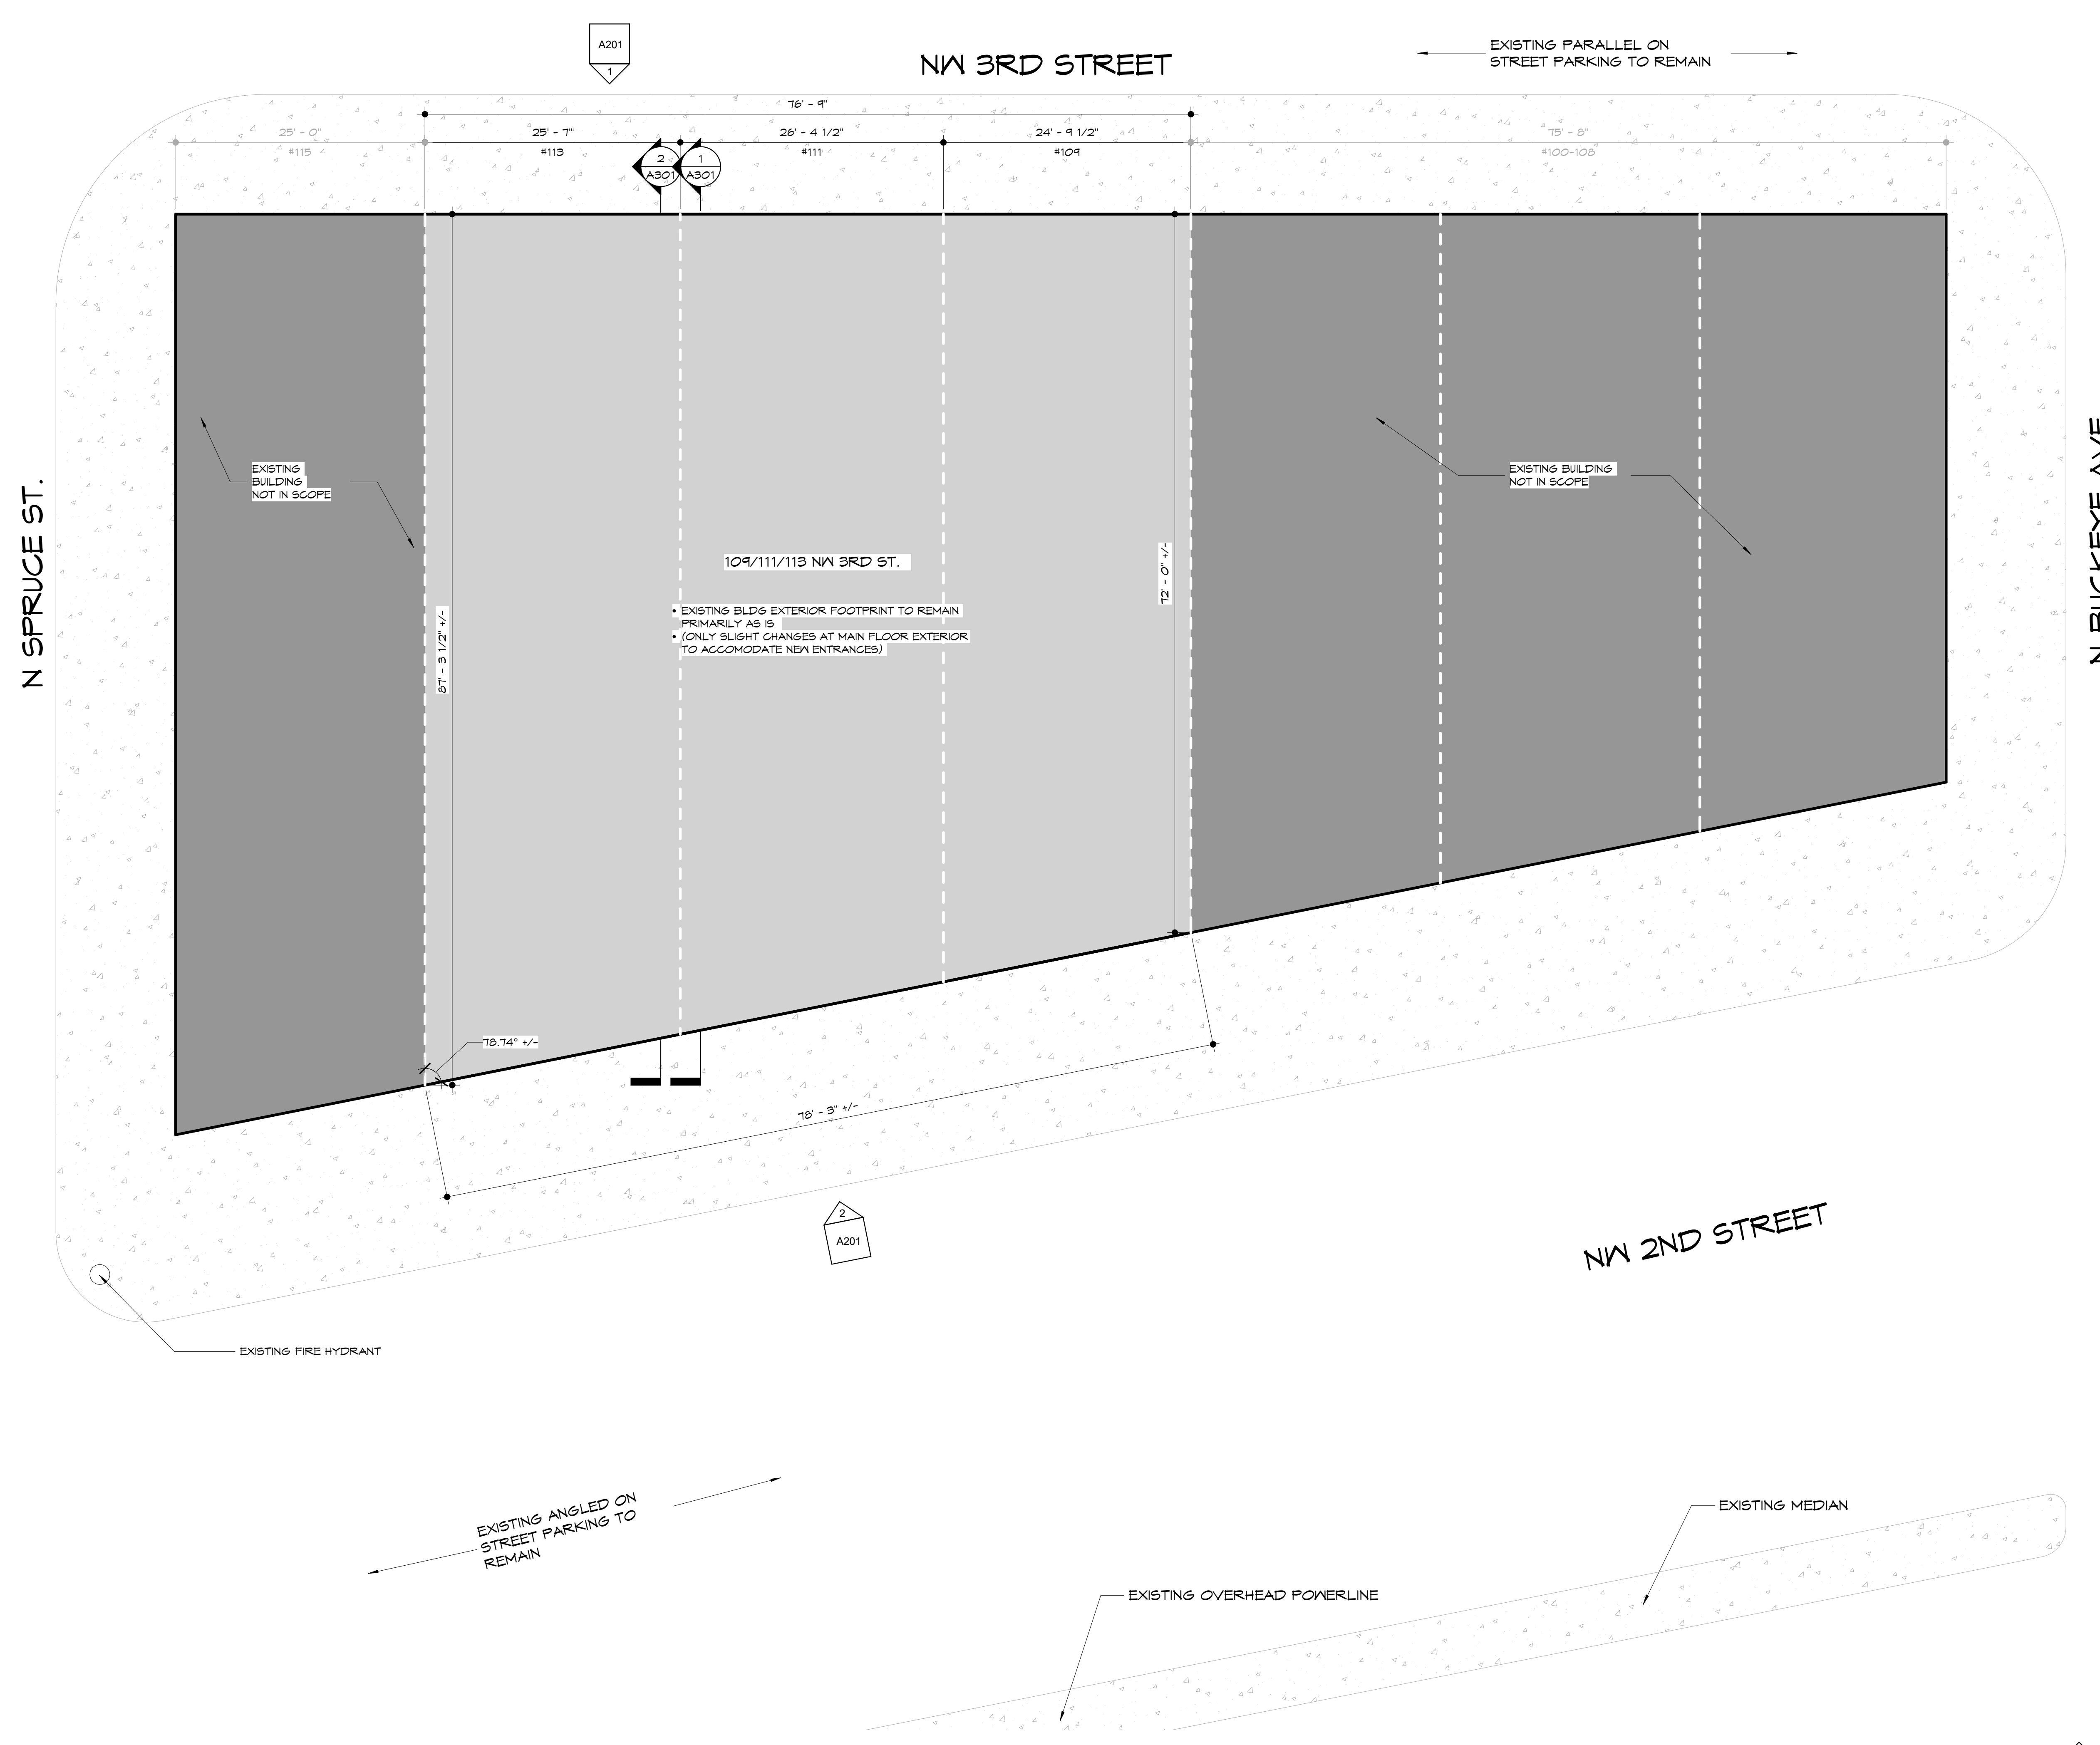 A201
1
NW 3RD STREET
EXISTING PARALLEL ON
STREET PARKING TO REMAIN
76' - 9"
25' - 0"
25' - 7"
26' - 4 1/2"
24' - 9 1/2"
75' - 8"
#115
#113
#111
#109
#100-108
2
A301
1
A301
N SPRUCE ST.
N BUCKEYE AVE
EXISTING
BUILDING
NOT IN SCOPE
EXISTING BUILDING
NOT IN SCOPE
109/111/113 NW 3RD ST.
87' - 3 1/2" +/-
72' - 0" +/-
• EXISTING BLDG EXTERIOR FOOTPRINT TO REMAIN
PRIMARILY AS IS
• (ONLY SLIGHT CHANGES AT MAIN FLOOR EXTERIOR
TO ACCOMODATE NEW ENTRANCES)
78.74° +/-
78' - 3" +/-
2
A201
NW 2ND STREET
EXISTING FIRE HYDRANT
EXISTING ANGLED ON
STREET PARKING TO
REMAIN
EXISTING MEDIAN
EXISTING OVERHEAD POWERLINE